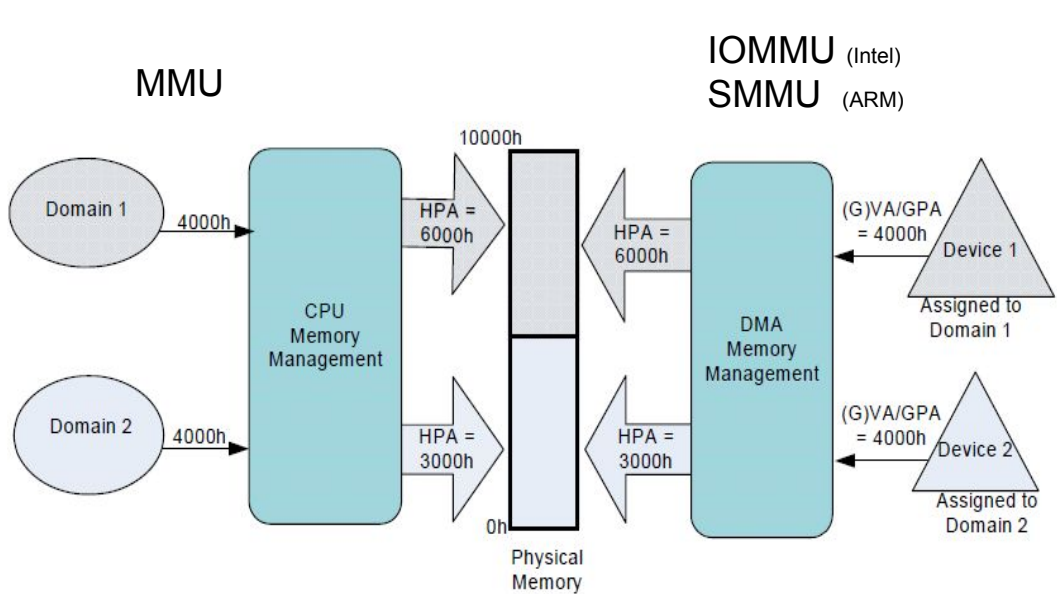 MMU
IOMMU (Intel)
SMMU (ARM)
10000h
Domain 1
4000h
HPA =
6000h
HPA =
6000h
(G)VA/GPA
= 4000h
Device 1
Assigned to
Domain 1
CPU
Memory
Management
DMA
Memory
Management
Domain 2
4000h
HPA =
3000h
HPA =
3000h
(G)VA/GPA
= 4000h
Device 2
Assigned to
Domain 2
0h
Physical
Memory